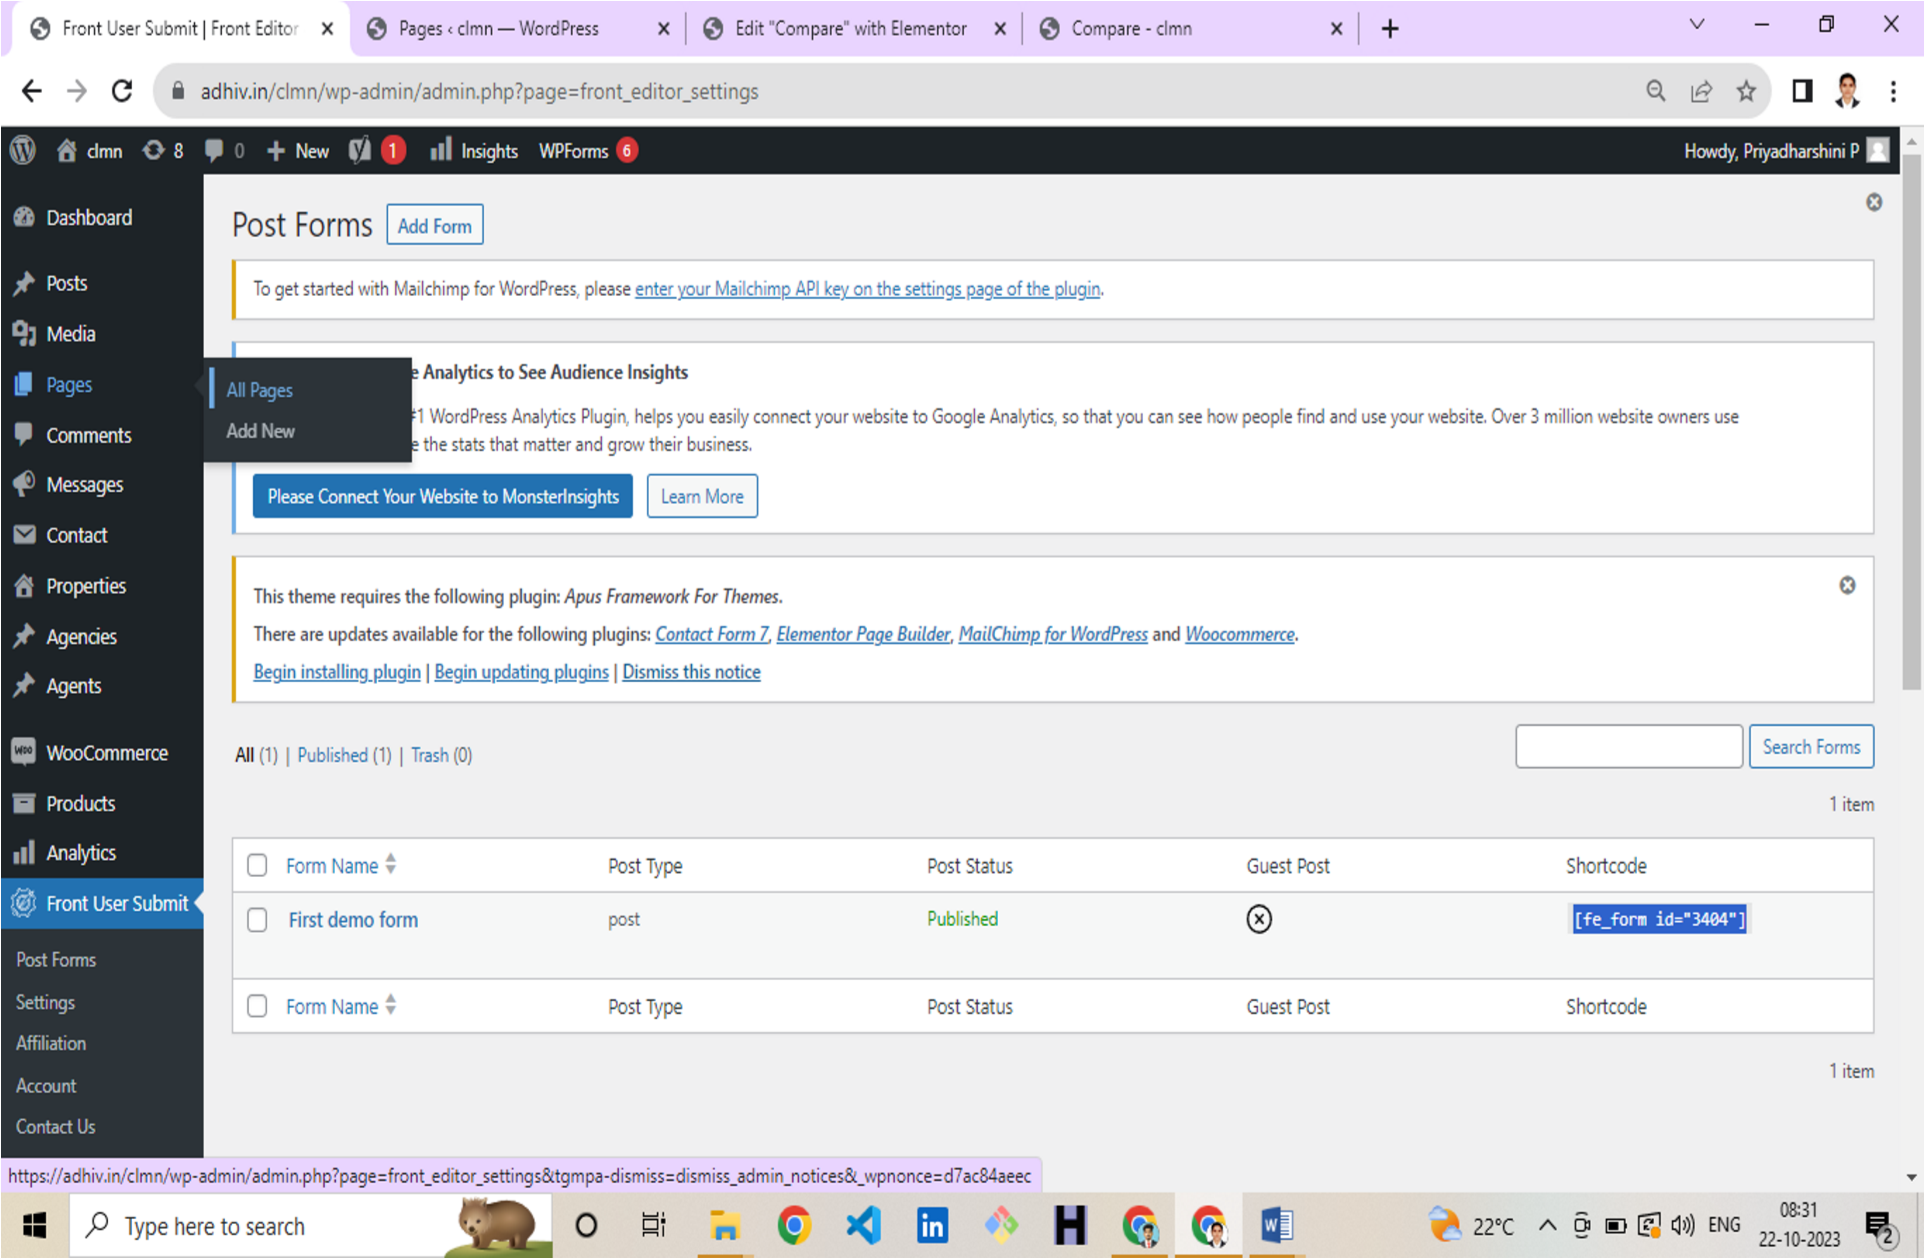 Front User Submit | Front Editor
Pages ‹ clmn — WordPress
Edit "Compare" with Elementor
Compare - clmn
adhiv.in/clmn/wp-admin/admin.php?page=front_editor_settings
clmn 8 0 New 1 Insights WPForms 6 Howdy, Priyadharshini P
Dashboard
Posts
Media
Pages
All Pages
Add New
Comments
Messages
Contact
Properties
Agencies
Agents
WOO WooCommerce
Products
Analytics
Front User Submit
Post Forms
Settings
Affiliation
Account
Contact Us
Post Forms Add Form
To get started with Mailchimp for WordPress, please enter your Mailchimp API key on the settings page of the plugin.
Analytics to See Audience Insights
#1 WordPress Analytics Plugin, helps you easily connect your website to Google Analytics, so that you can see how people find and use your website. Over 3 million website owners use
the stats that matter and grow their business.
Please Connect Your Website to MonsterInsights Learn More
This theme requires the following plugin: Apus Framework For Themes.
There are updates available for the following plugins: Contact Form 7, Elementor Page Builder, MailChimp for WordPress and Woocommerce.
Begin installing plugin | Begin updating plugins | Dismiss this notice
All (1) | Published (1) | Trash (0) Search Forms
1 item
Form Name Post Type Post Status Guest Post Shortcode
First demo form post Published [fe_form id="3404"]
Form Name Post Type Post Status Guest Post Shortcode
1 item
https://adhiv.in/clmn/wp-admin/admin.php?page=front_editor_settings&tgmpa-dismiss=dismiss_admin_notices&_wpnonce=d7ac84aeec
Type here to search in W 22°C ENG 08:31
22-10-2023 2